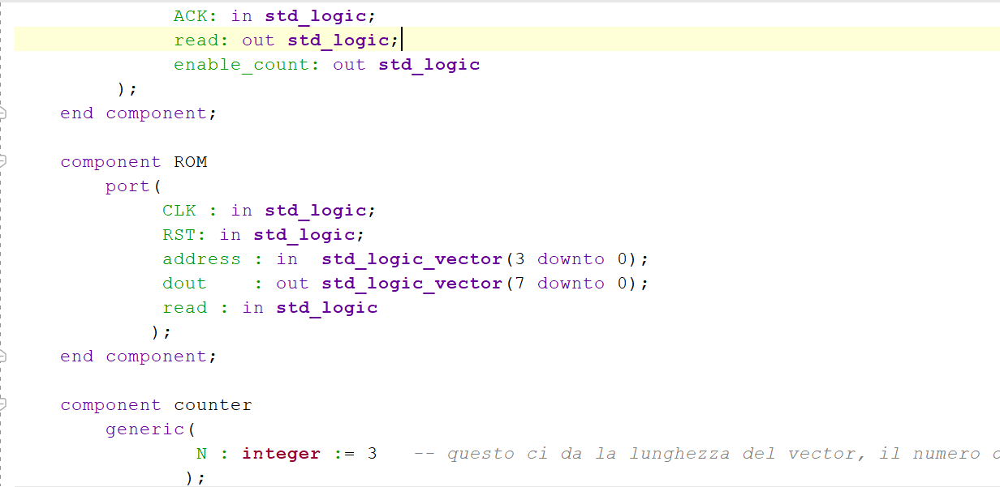 ACK: in std_logic;
read: out std_logic;
enable_count: out std_logic
);
end component;
component ROM
port(
CLK : in std_logic;
RST: in std_logic;
address : in  std_logic_vector(3 downto 0);
dout    : out std_logic_vector(7 downto 0);
read : in std_logic
);
end component;
component counter
generic(
N : integer := 3   -- questo ci da la lunghezza del vector, il numero
);